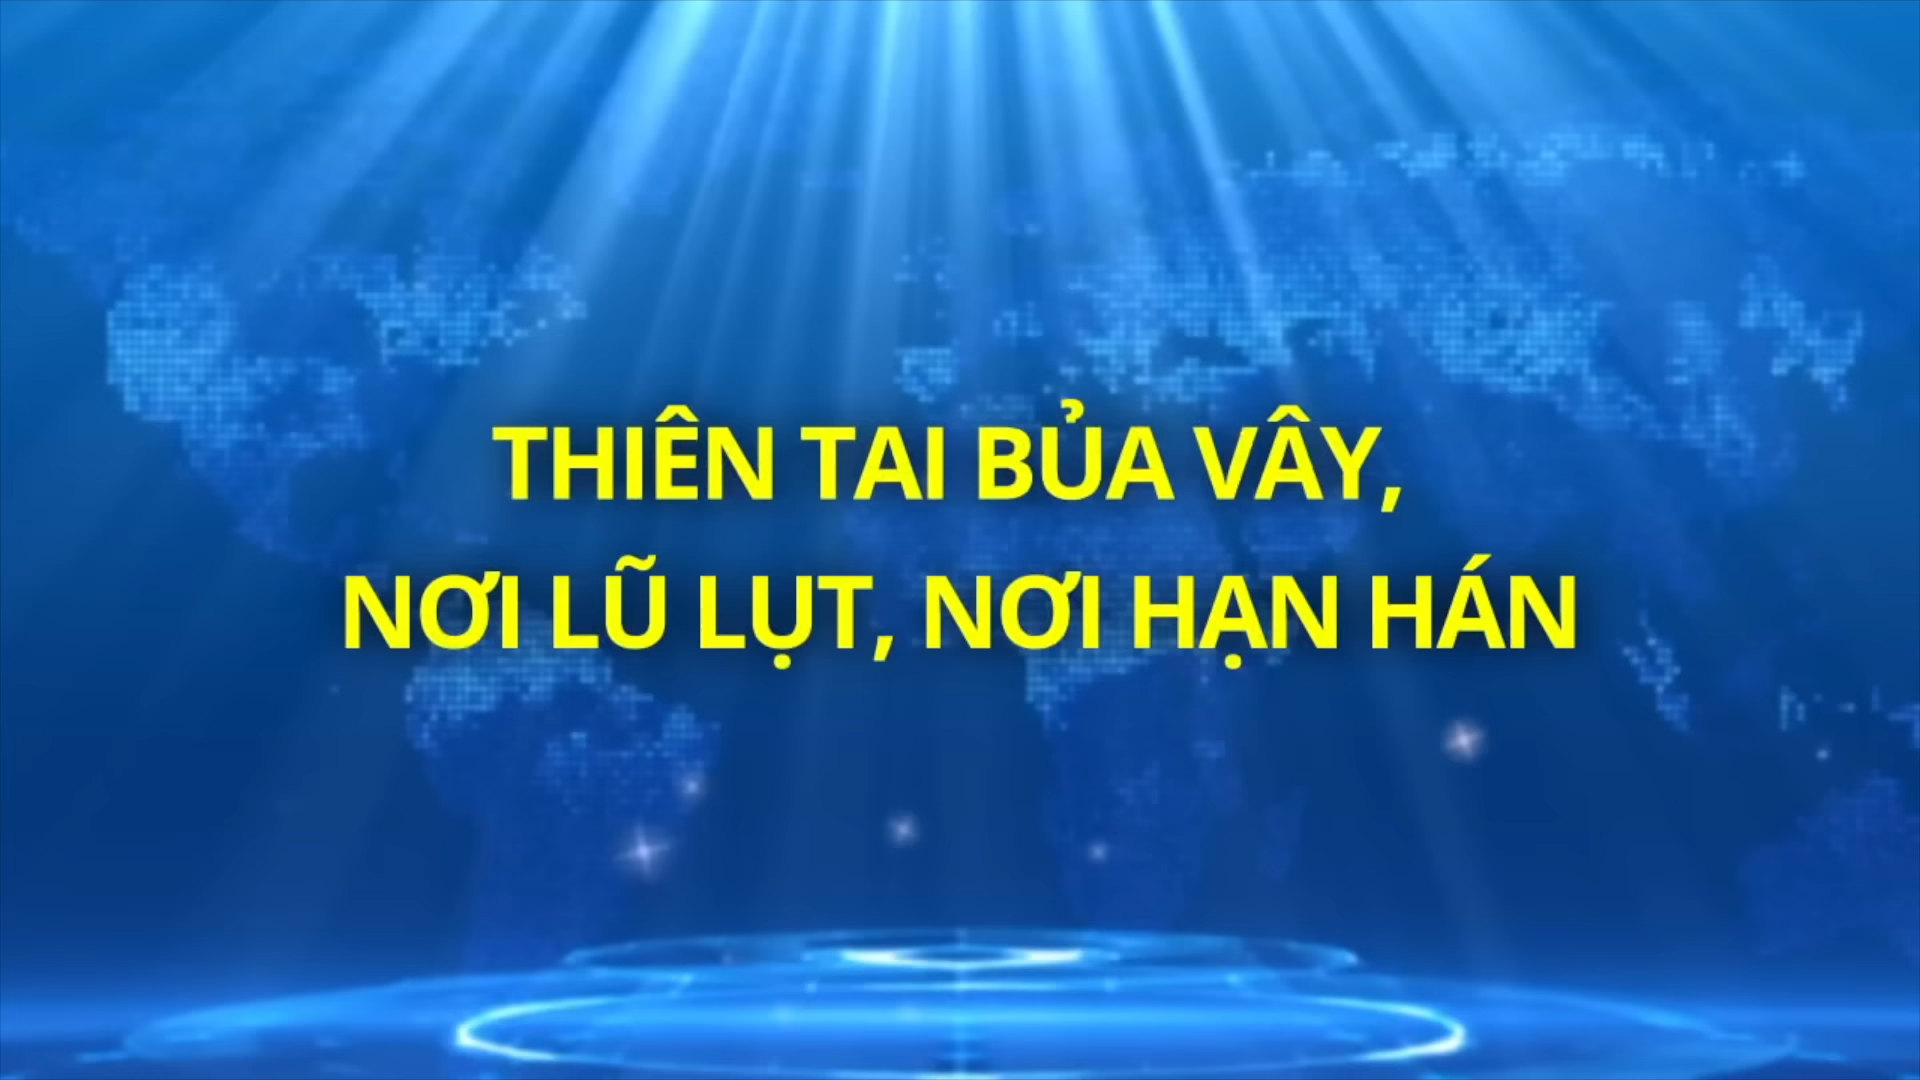 THIÊN TAI BỦA VÂY,
NƠI LŨ LỤT, NƠI HẠN HÁN